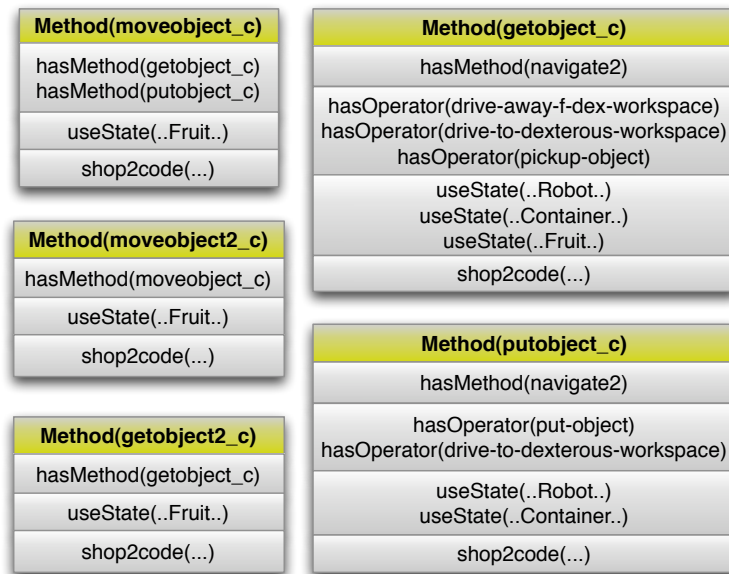 Method(moveobject_c)
hasMethod(getobject_c)
hasMethod(putobject_c)
useState(..Fruit..)
shop2code(...)
Method(moveobject2_c)
hasMethod(moveobject_c)
useState(..Fruit..)
shop2code(...)
Method(getobject2_c)
hasMethod(getobject_c)
useState(..Fruit..)
shop2code(...)
Method(getobject_c)
hasMethod(navigate2)
hasOperator(drive-away-f-dex-workspace)
hasOperator(drive-to-dexterous-workspace)
hasOperator(pickup-object)
useState(..Robot..)
useState(..Container..)
useState(..Fruit..)
shop2code(...)
Method(putobject_c)
hasMethod(navigate2)
hasOperator(put-object)
hasOperator(drive-to-dexterous-workspace)
useState(..Robot..)
useState(..Container..)
shop2code(...)